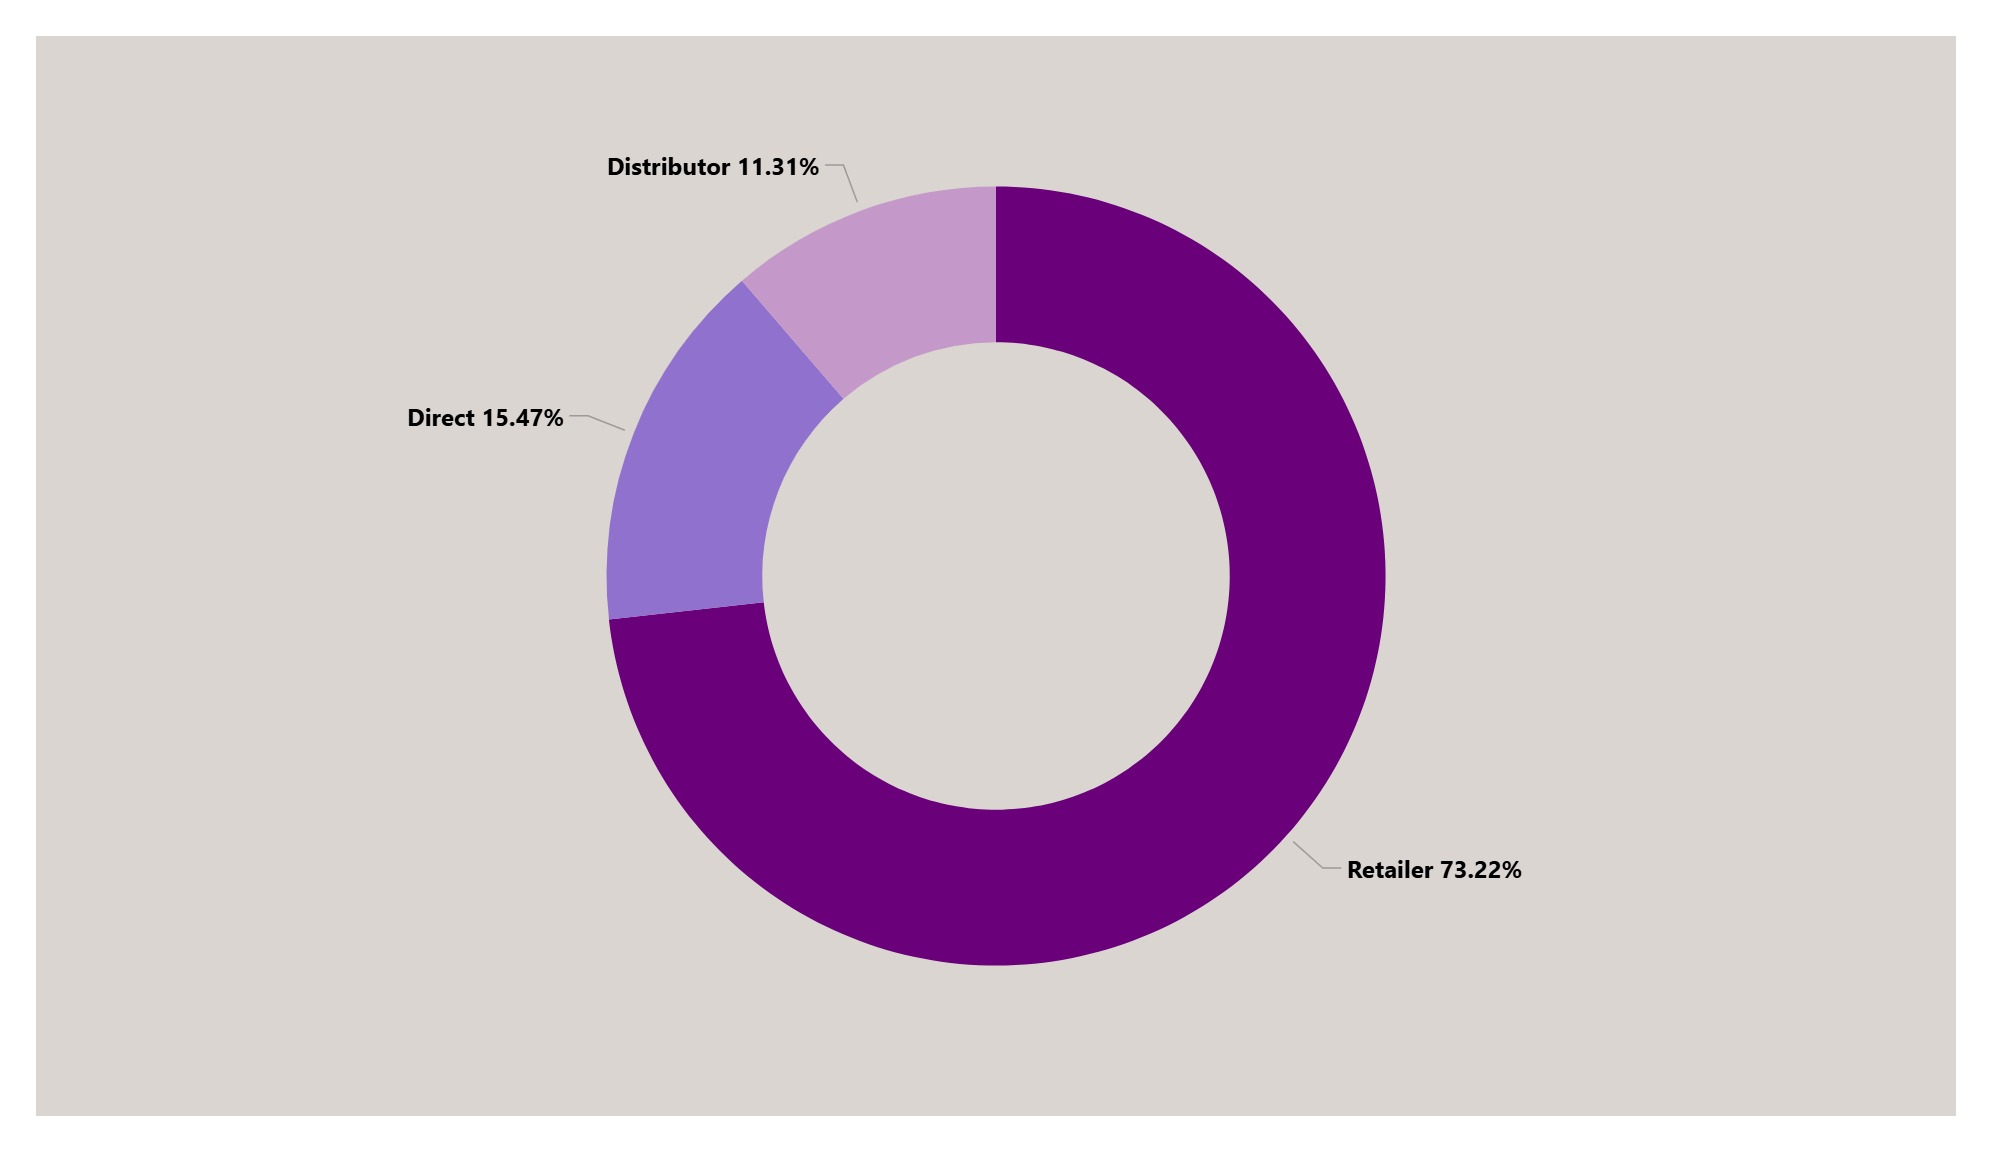 Distributor 11.31%
Direct 15.47%
Retailer 73.22%